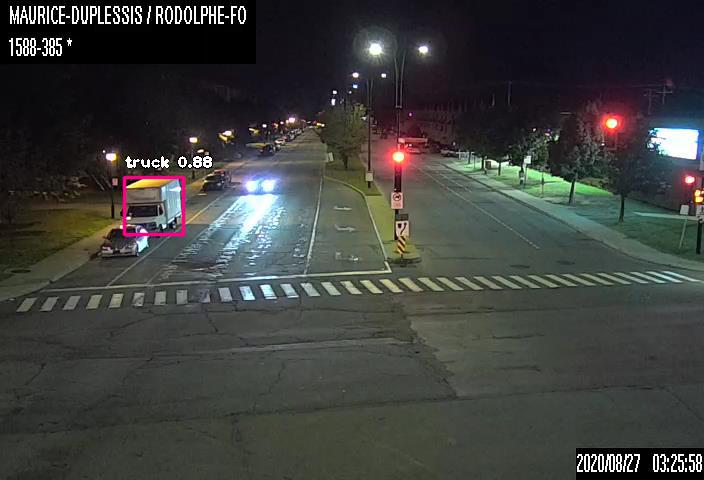 MAURICE-DUPLESSIS / RODOLPHE-FO
1588-385 *
truck 0.88
2020/08/27 03:25:58